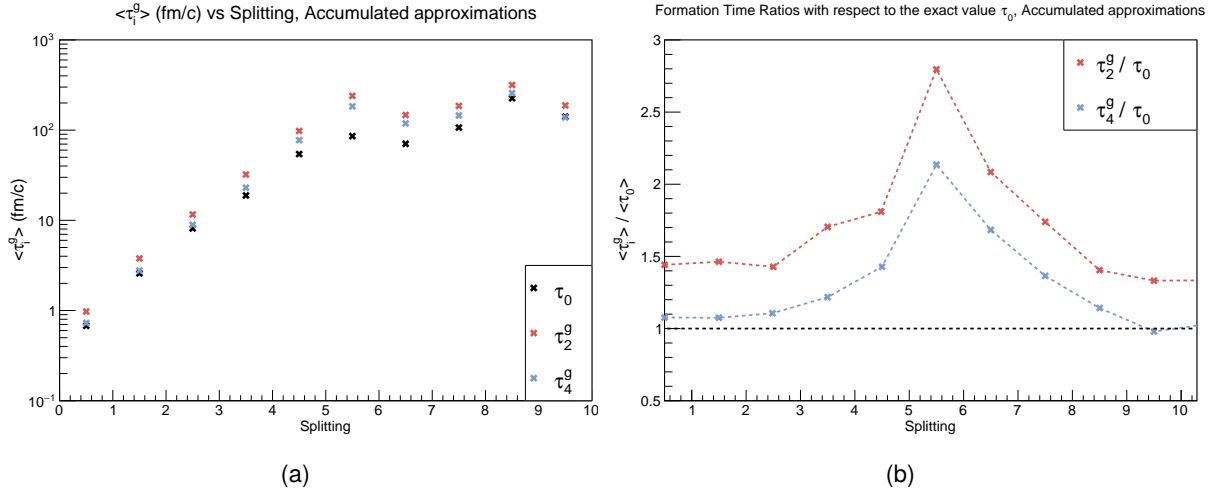 <τ_i^g> (fm/c) vs Splitting, Accumulated approximations
<τ_i^g> (fm/c)
10^3
10^2
10
1
10^−1
τ_0
τ_2^g
τ_4^g
0 1 2 3 4 5 6 7 8 9 10
Splitting
(a)
Formation Time Ratios with respect to the exact value τ_0, Accumulated approximations
<τ_i^g> / <τ_0>
3
2.5
2
1.5
1
0.5
τ_2^g / τ_0
τ_4^g / τ_0
1 2 3 4 5 6 7 8 9 10
Splitting
(b)